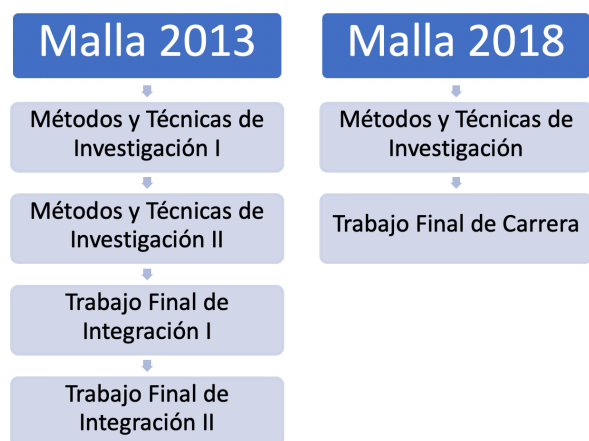 Malla 2013
Métodos y Técnicas de
Investigación I
Métodos y Técnicas de
Investigación II
Trabajo Final de
Integración I
Trabajo Final de
Integración II
Malla 2018
Métodos y Técnicas de
Investigación
Trabajo Final de Carrera